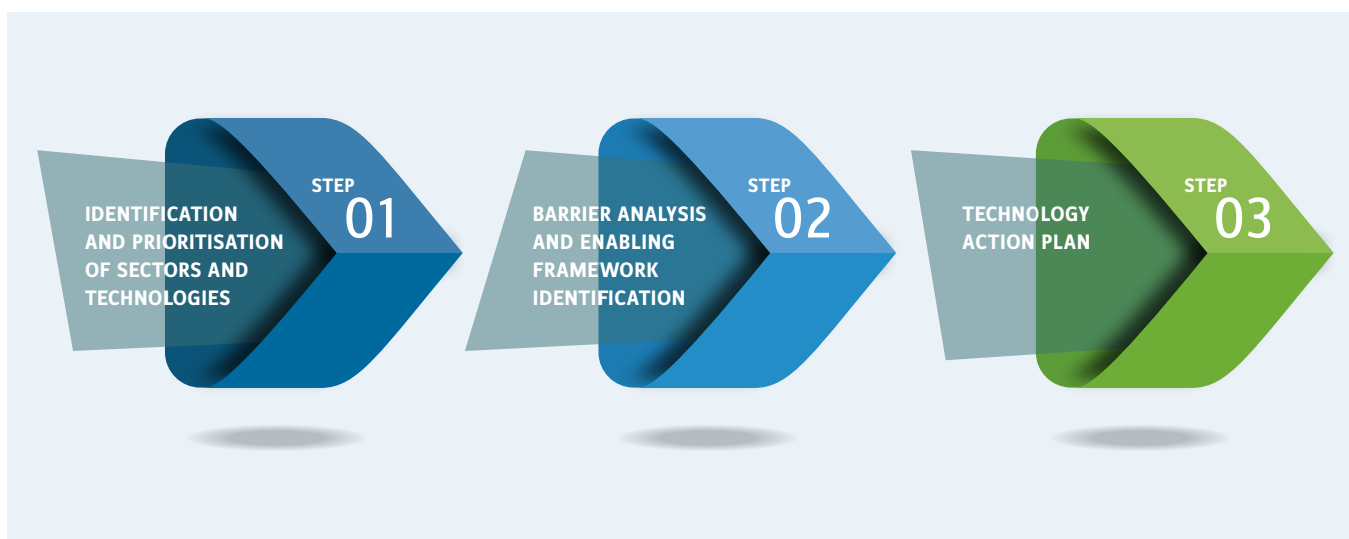 STEP
01
IDENTIFICATION
AND PRIORITISATION
OF SECTORS AND
TECHNOLOGIES
STEP
02
BARRIER ANALYSIS
AND ENABLING
FRAMEWORK
IDENTIFICATION
STEP
03
TECHNOLOGY
ACTION PLAN